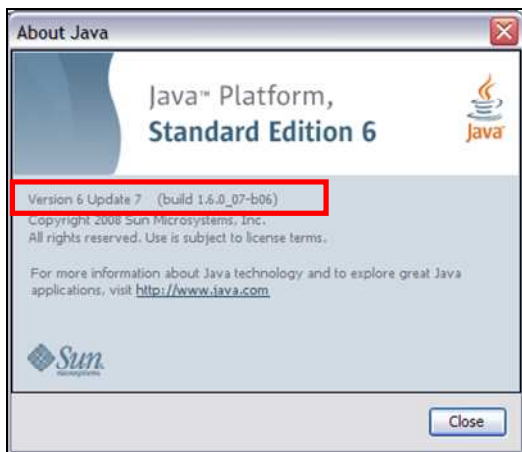 About Java
Java™ Platform,
Standard Edition 6
Java
Version 6 Update 7 (build 1.6.0_07-b06)
Copyright 2008 Sun Microsystems, Inc.
All rights reserved. Use is subject to license terms.
For more information about Java technology and to explore great Java
applications, visit http://www.java.com
Sun
microsystems
Close